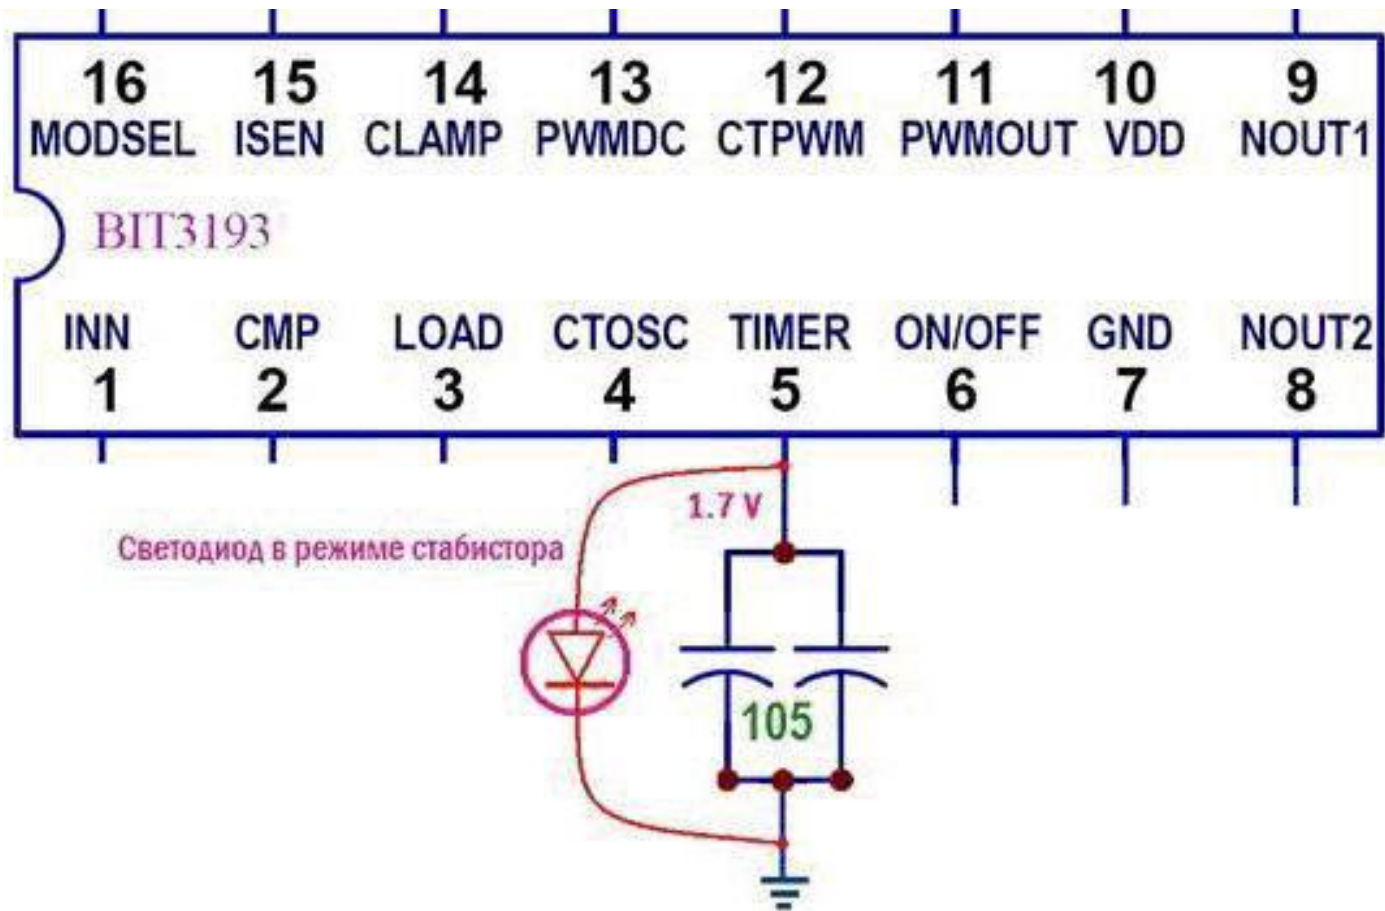 16 15 14 13 12 11 10 9
MODSEL ISEN CLAMP PWMDC CTPWM PWMOUT VDD NOUT1
BIT3193
INN CMP LOAD CTOSC TIMER ON/OFF GND NOUT2
1 2 3 4 5 6 7 8
1.7 V
Светодиод в режиме стабистора
105